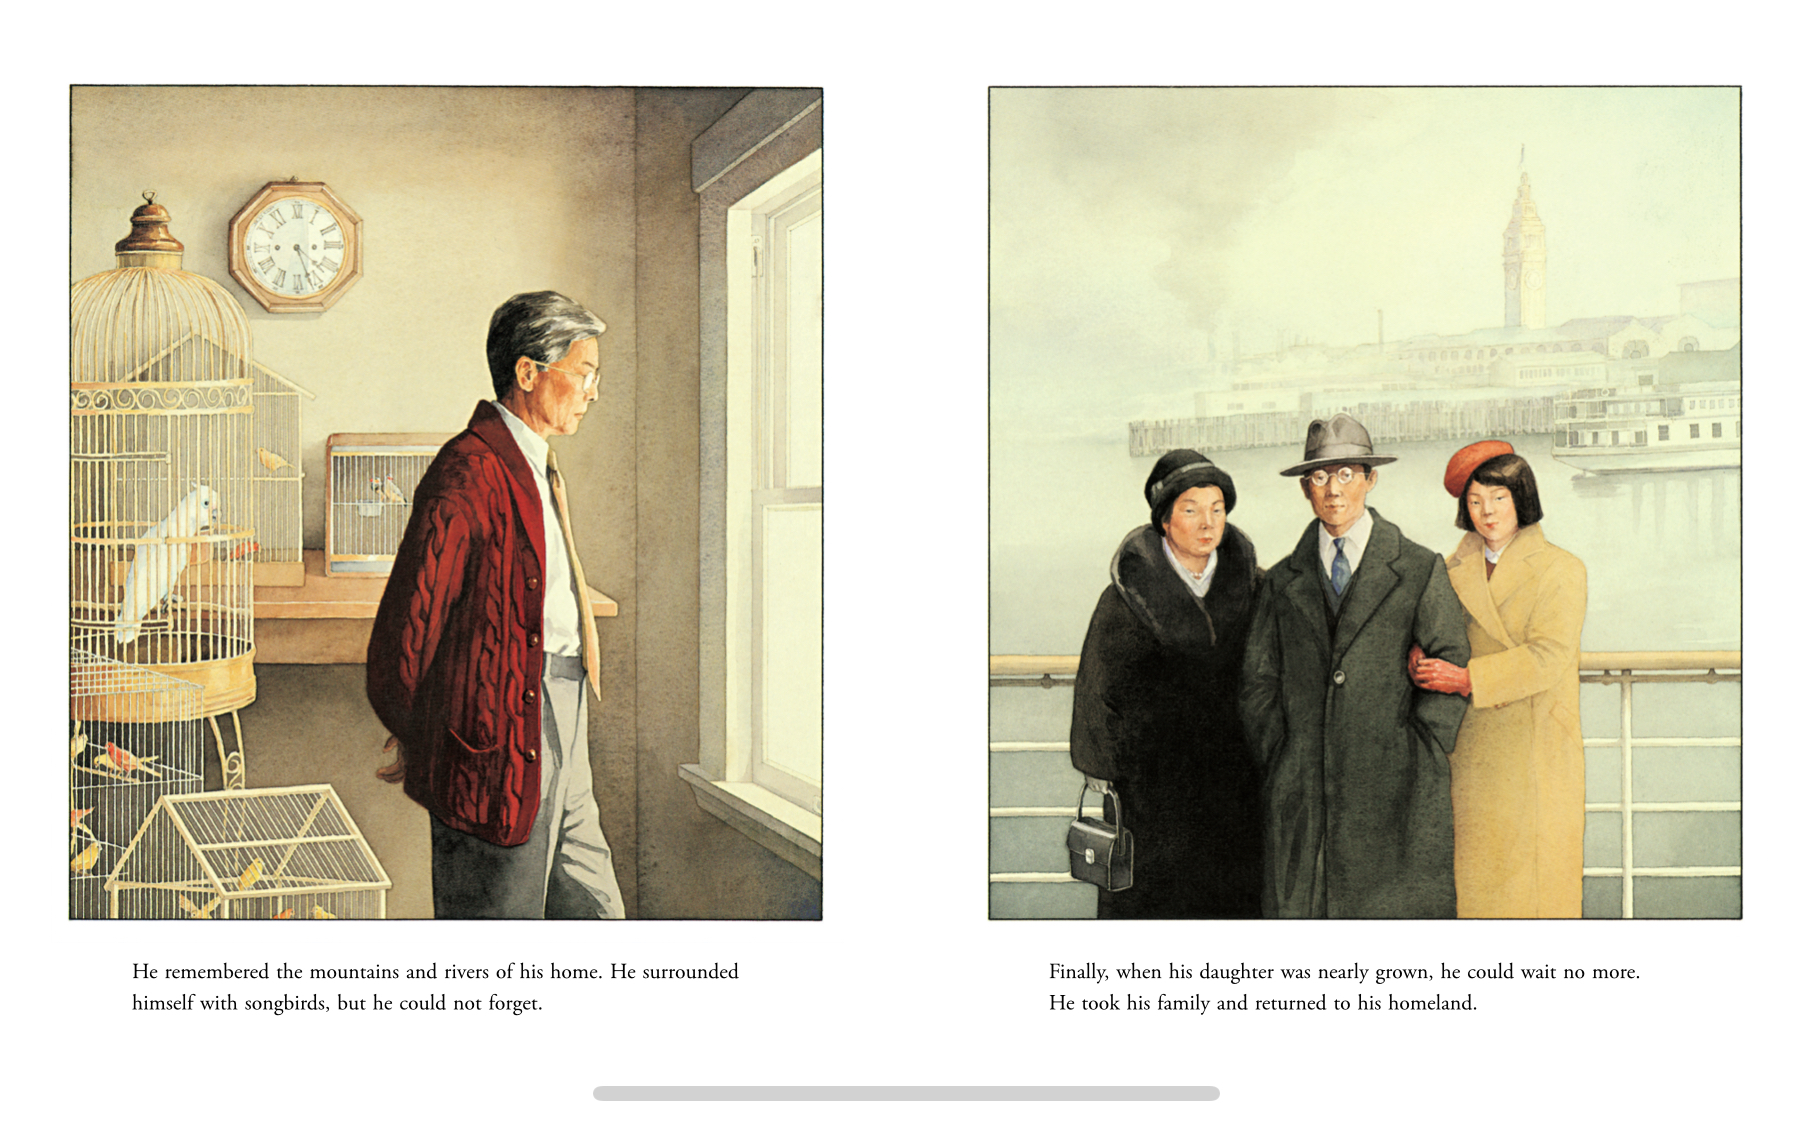 He remembered the mountains and rivers of his home. He surrounded
himself with songbirds, but he could not forget.
Finally, when his daughter was nearly grown, he could wait no more.
He took his family and returned to his homeland.